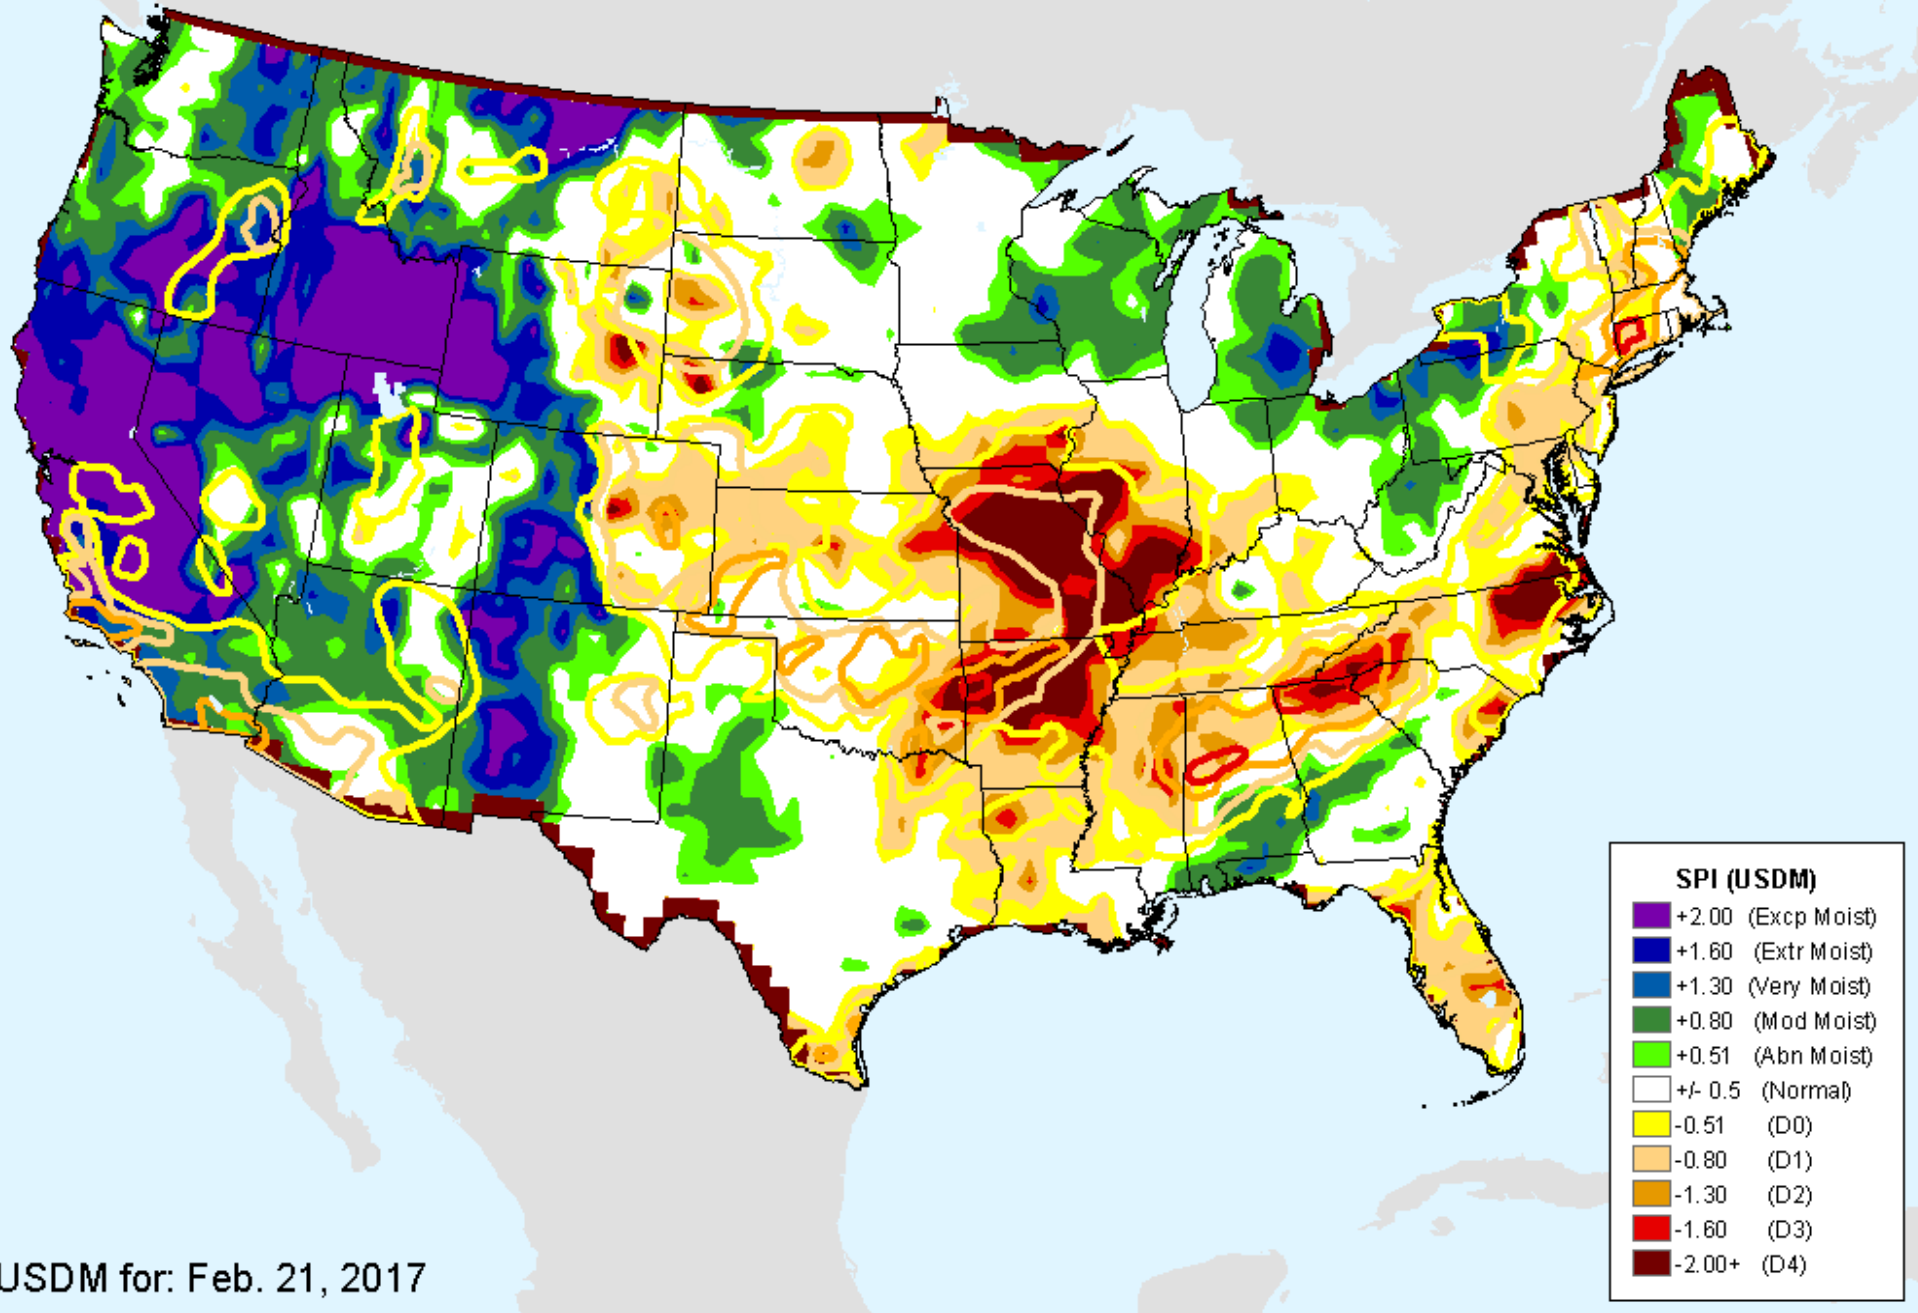 SPI (USDM)
+2.00 (Excp Moist)
+1.60 (Extr Moist)
+1.30 (Very Moist)
+0.80 (Mod Moist)
+0.51 (Abn Moist)
+/- 0.5 (Normal)
-0.51 (D0)
-0.80 (D1)
-1.30 (D2)
-1.60 (D3)
-2.00+ (D4)
USDM for: Feb. 21, 2017